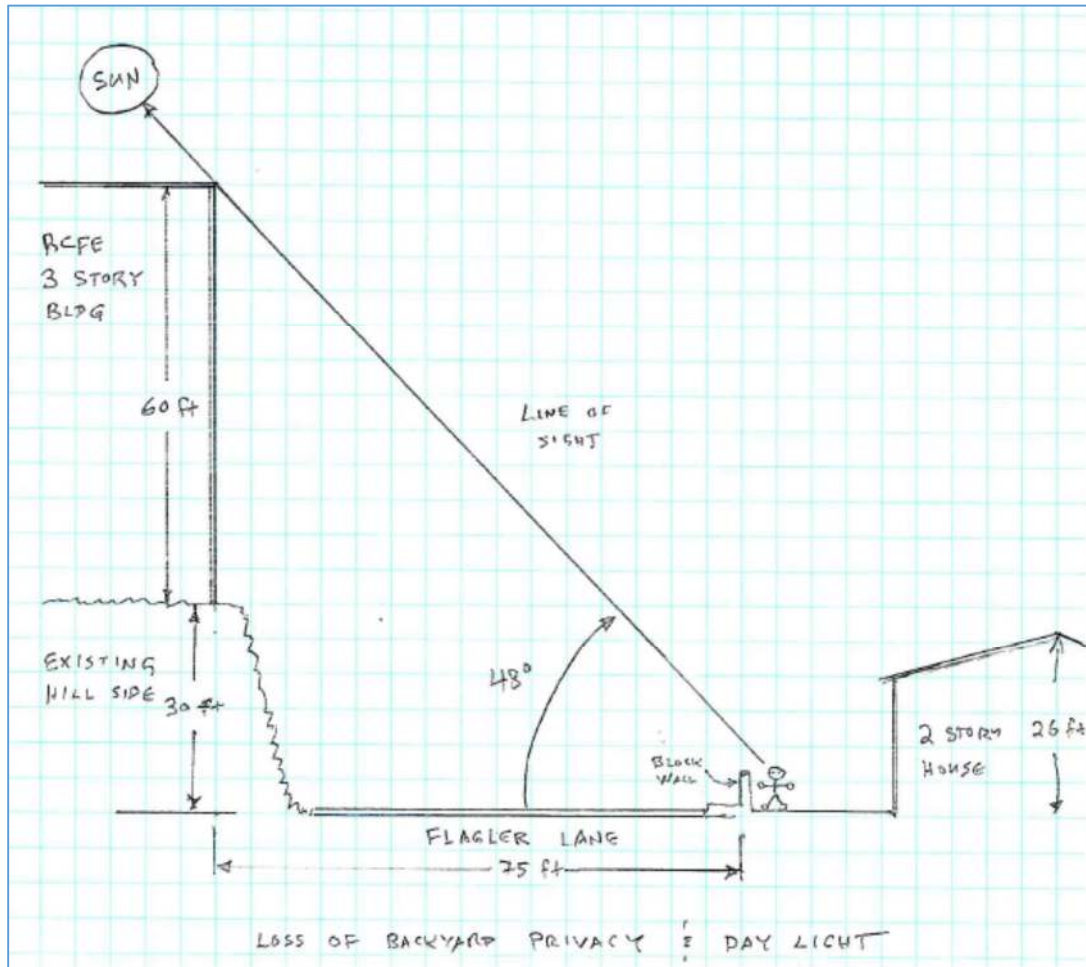 SUN
RCFE
3 STORY
BLDG
60 ft
LINE OF
SIGHT
EXISTING
HILL SIDE
30 ft
48°
BLOCK
WALL
2 STORY
HOUSE
26 ft
FLAGLER LANE
75 ft
LOSS OF BACKYARD PRIVACY & DAY LIGHT